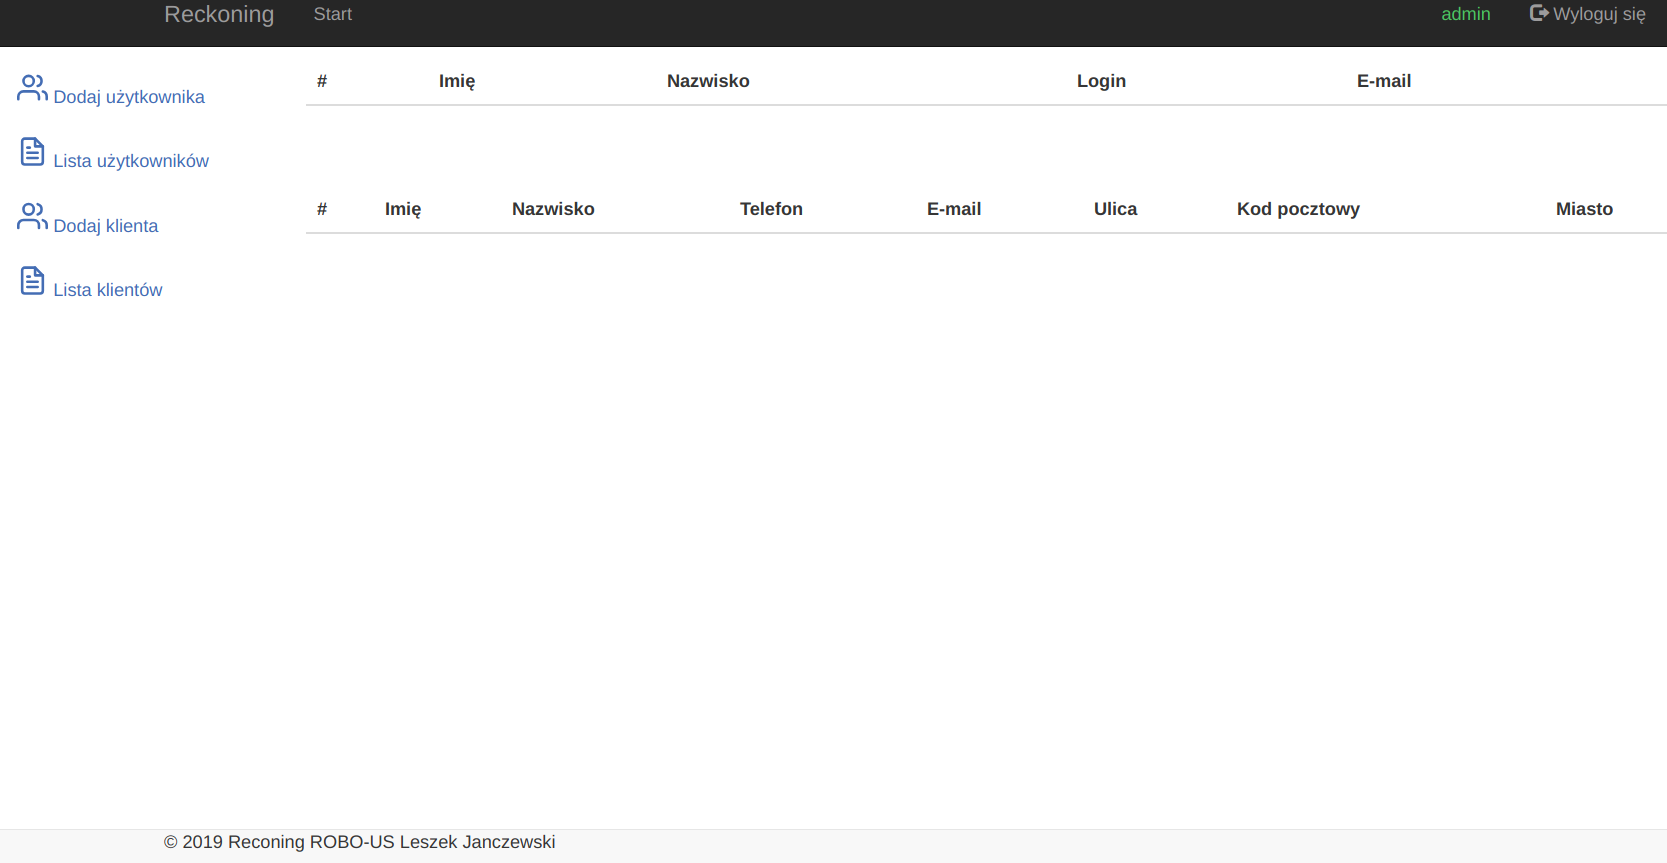 Reckoning Start admin Wyloguj się
Dodaj użytkownika
Lista użytkowników
Dodaj klienta
Lista klientów
# Imię Nazwisko Login E-mail
# Imię Nazwisko Telefon E-mail Ulica Kod pocztowy Miasto
© 2019 Reconing ROBO-US Leszek Janczewski